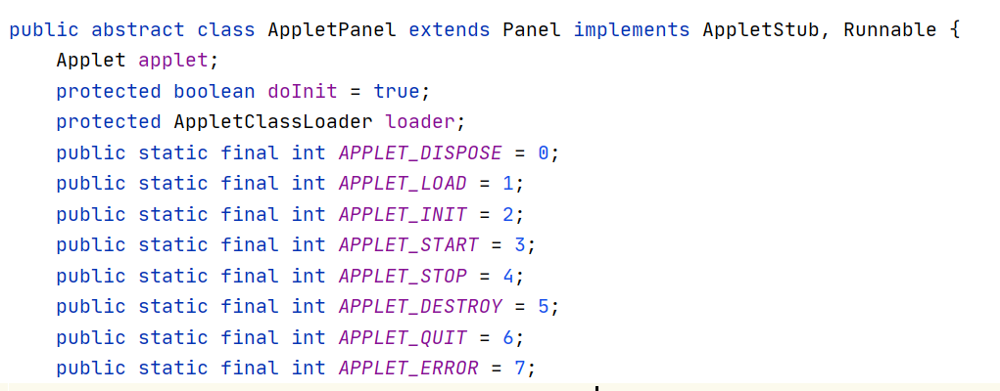 public abstract class AppletPanel extends Panel implements AppletStub, Runnable {
    Applet applet;
    protected boolean doInit = true;
    protected AppletClassLoader loader;
    public static final int APPLET_DISPOSE = 0;
    public static final int APPLET_LOAD = 1;
    public static final int APPLET_INIT = 2;
    public static final int APPLET_START = 3;
    public static final int APPLET_STOP = 4;
    public static final int APPLET_DESTROY = 5;
    public static final int APPLET_QUIT = 6;
    public static final int APPLET_ERROR = 7;